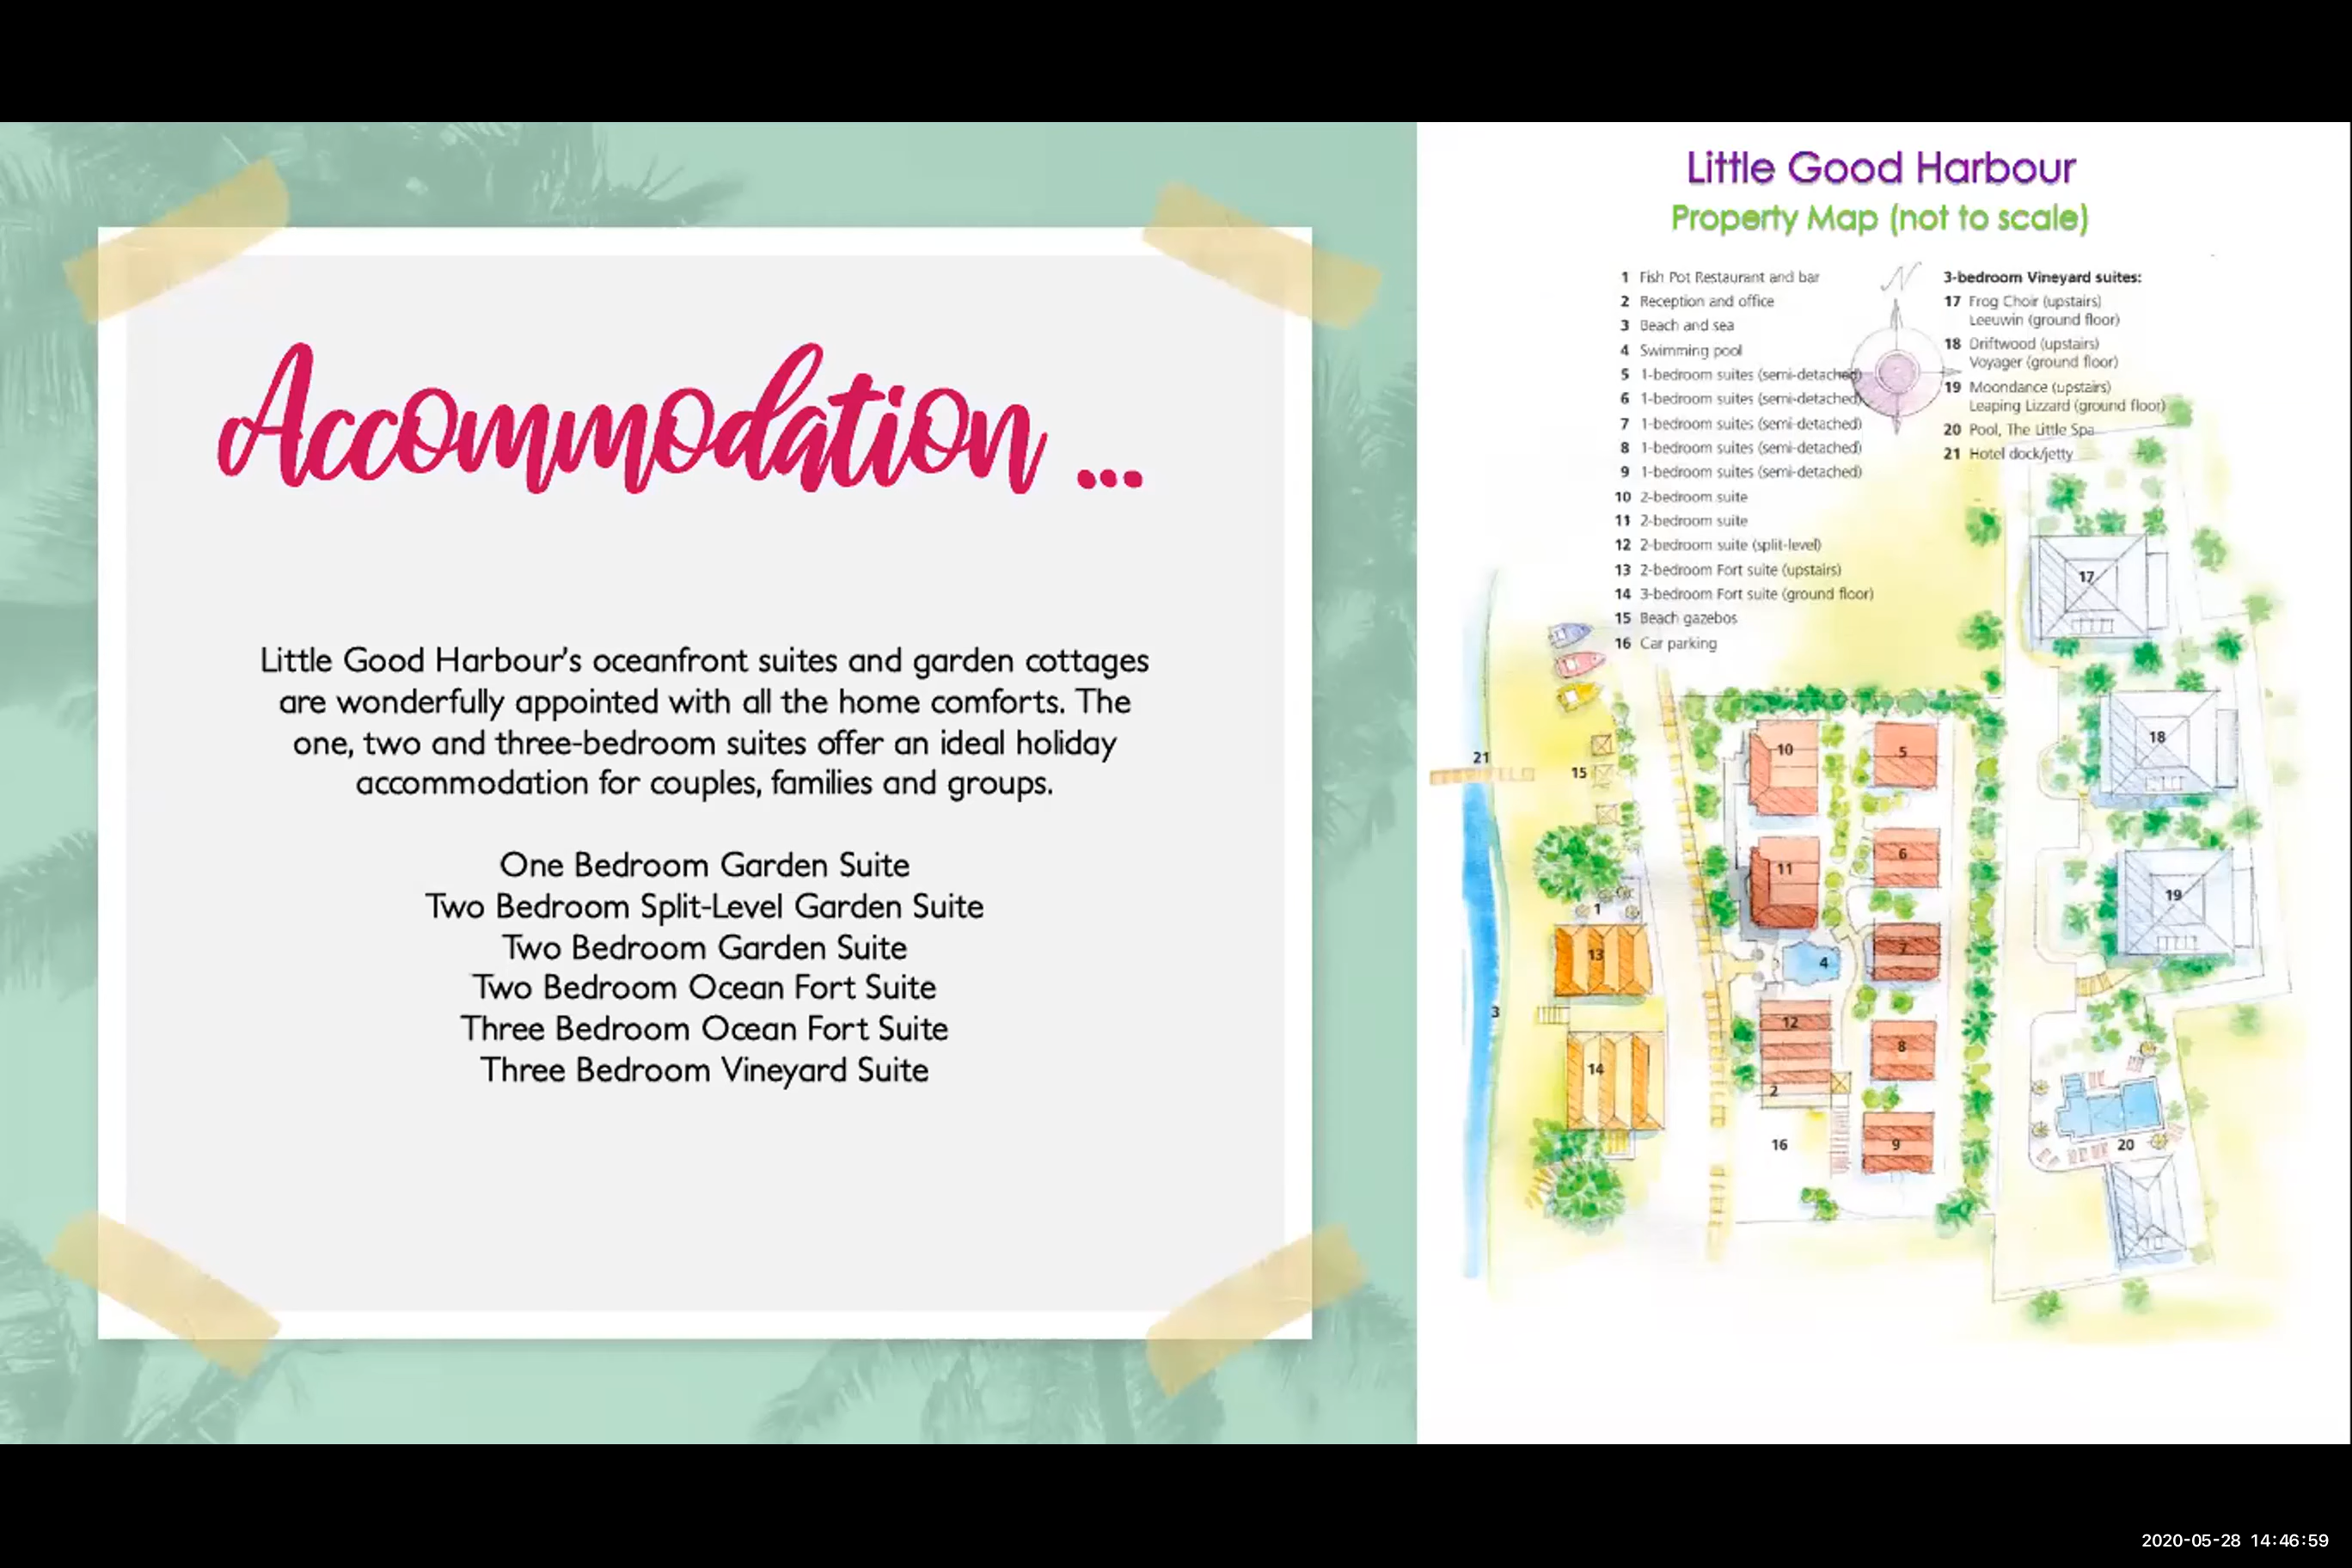 Accommodation ...
Little Good Harbour's oceanfront suites and garden cottages
are wonderfully appointed with all the home comforts. The
one, two and three-bedroom suites offer an ideal holiday
accommodation for couples, families and groups.
One Bedroom Garden Suite
Two Bedroom Split-Level Garden Suite
Two Bedroom Garden Suite
Two Bedroom Ocean Fort Suite
Three Bedroom Ocean Fort Suite
Three Bedroom Vineyard Suite
Little Good Harbour
Property Map (not to scale)
1 Fish Pot Restaurant and bar
2 Reception and office
3 Beach and sea
4 Swimming pool
5 1-bedroom suites (semi-detached)
6 1-bedroom suites (semi-detached)
7 1-bedroom suites (semi-detached)
8 1-bedroom suites (semi-detached)
9 1-bedroom suites (semi-detached)
10 2-bedroom suite
11 2-bedroom suite
12 2-bedroom suite (split-level)
13 2-bedroom Fort suite (upstairs)
14 3-bedroom Fort suite (ground floor)
15 Beach gazebos
16 Car parking
N
3-bedroom Vineyard suites:
17 Frog Choir (upstairs)
Leeuwin (ground floor)
18 Driftwood (upstairs)
Voyager (ground floor)
19 Moondance (upstairs)
Leaping Lizzard (ground floor)
20 Pool, The Little Spa
21 Hotel dock/jetty
17
18
10
5
21
15
6
11
19
1
13
7
4
3
12
8
14
2
16
9
20
2020-05-28 14:46:59